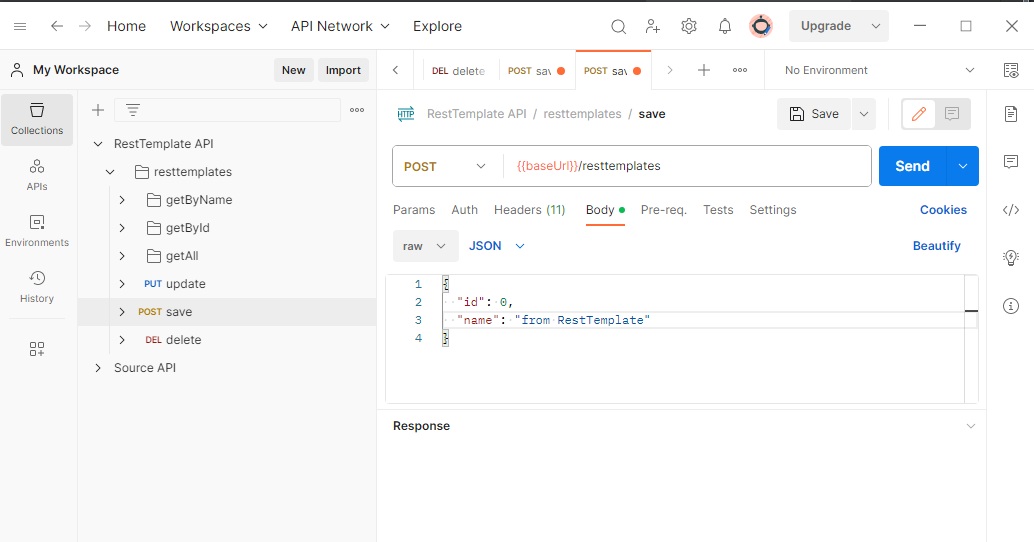 Home Workspaces API Network Explore Upgrade
My Workspace New Import
DEL delete POST sav POST sav No Environment
Collections
APIs
Environments
History
RestTemplate API
resttemplates
getByName
getById
getAll
PUT update
POST save
DEL delete
Source API
HTTP RestTemplate API / resttemplates / save Save
POST {{baseUrl}}/resttemplates Send
Params Auth Headers (11) Body Pre-req. Tests Settings Cookies
raw JSON Beautify
1 {
2 "id": 0,
3 "name": "from RestTemplate"
4 }
Response